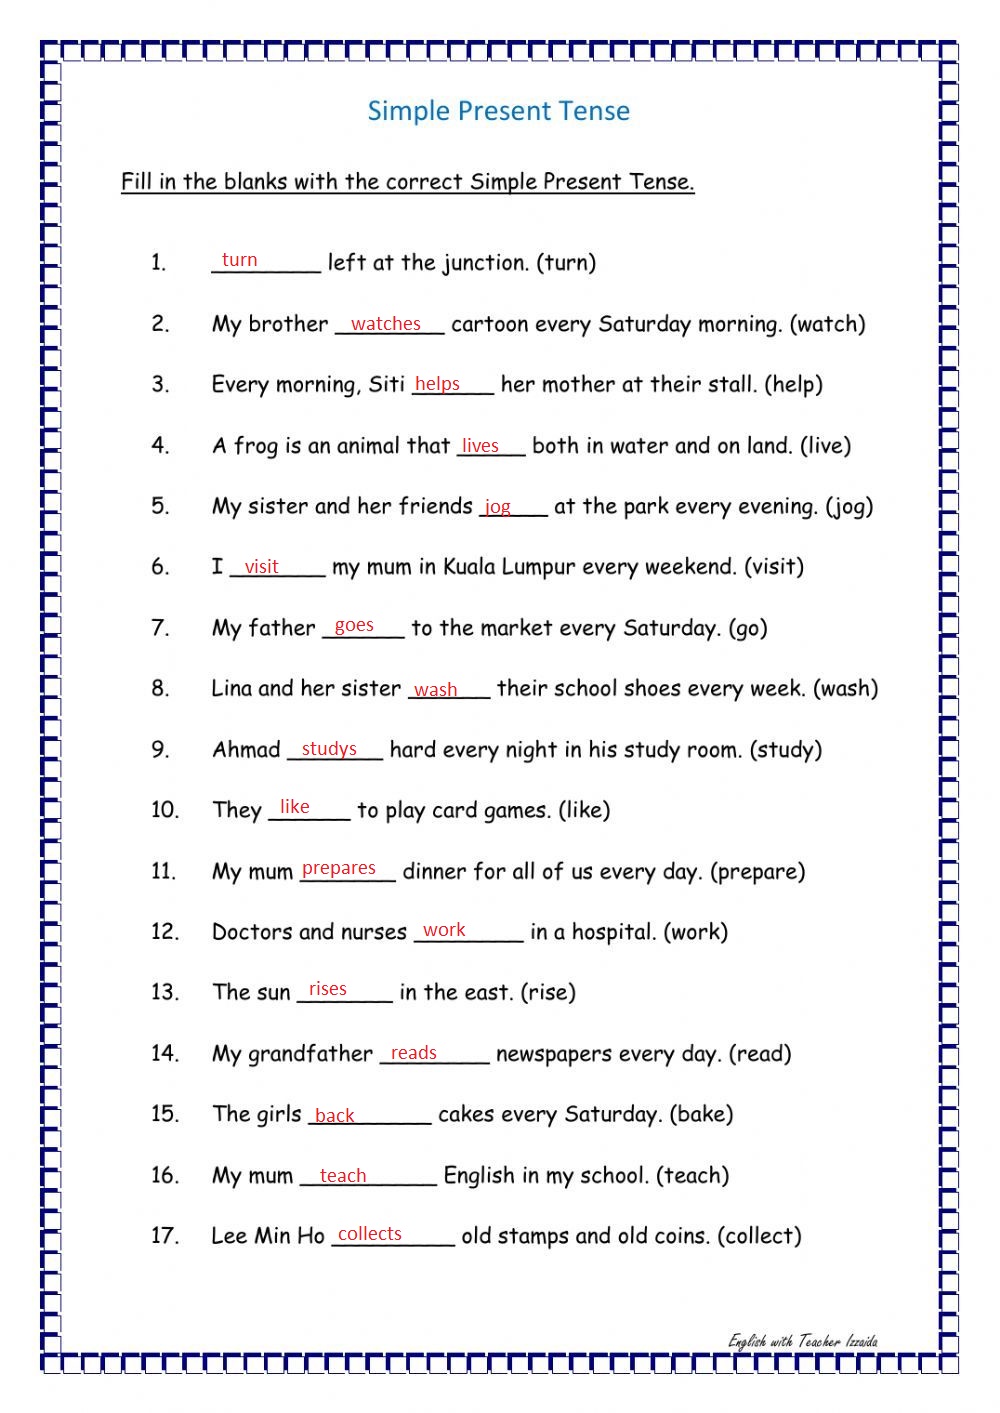 Simple Present Tense
Fill in the blanks with the correct Simple Present Tense.
1. turn left at the junction. (turn)
2. My brother watches cartoon every Saturday morning. (watch)
3. Every morning, Siti helps her mother at their stall. (help)
4. A frog is an animal that lives both in water and on land. (live)
5. My sister and her friends jog at the park every evening. (jog)
6. I visit my mum in Kuala Lumpur every weekend. (visit)
7. My father goes to the market every Saturday. (go)
8. Lina and her sister wash their school shoes every week. (wash)
9. Ahmad studys hard every night in his study room. (study)
10. They like to play card games. (like)
11. My mum prepares dinner for all of us every day. (prepare)
12. Doctors and nurses work in a hospital. (work)
13. The sun rises in the east. (rise)
14. My grandfather reads newspapers every day. (read)
15. The girls back cakes every Saturday. (bake)
16. My mum teach English in my school. (teach)
17. Lee Min Ho collects old stamps and old coins. (collect)
English with Teacher Izzaida